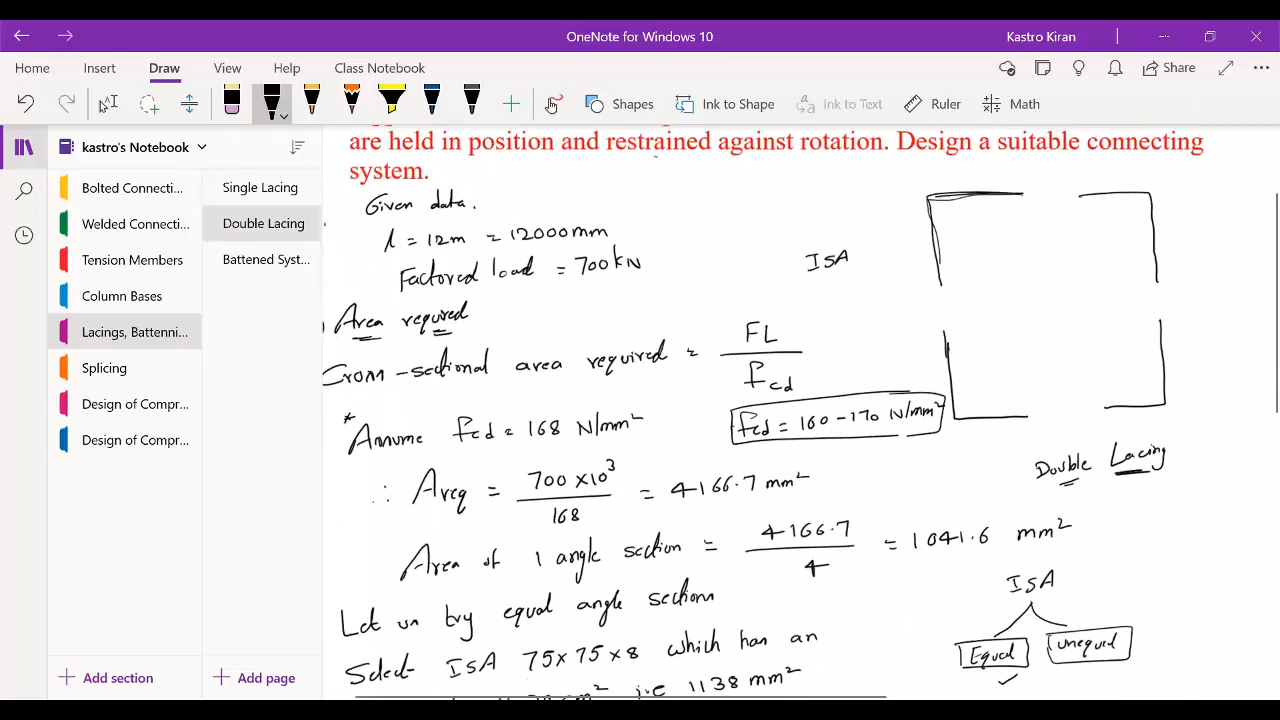 OneNote for Windows 10
Kastro Kiran
Home
Insert
Draw
View
Help
Class Notebook
Share
Shapes
Ink to Shape
Ink to Text
Ruler
Math
kastro's Notebook
Bolted Connecti...
Welded Connecti...
Tension Members
Column Bases
Lacings, Battenni...
Splicing
Design of Compr...
Design of Compr...
Add section
Single Lacing
Double Lacing
Battened Syst...
Add page
are held in position and restrained against rotation. Design a suitable connecting
system.
Given data.
l = 12m = 12000mm
Factored load = 700kN
ISA
Area required
Cross-sectional area required = FL / fcd
* Assume fcd = 168 N/mm²
fcd = 160-170 N/mm²
Double Lacing
∴ Areq = 700 x10³ / 168 = 4166.7 mm²
Area of 1 angle section = 4166.7 / 4 = 1041.6 mm²
ISA
Equal
Unequal
Let us try equal angle sections
Select ISA 75x75x8 which has an
i.e 1138 mm²